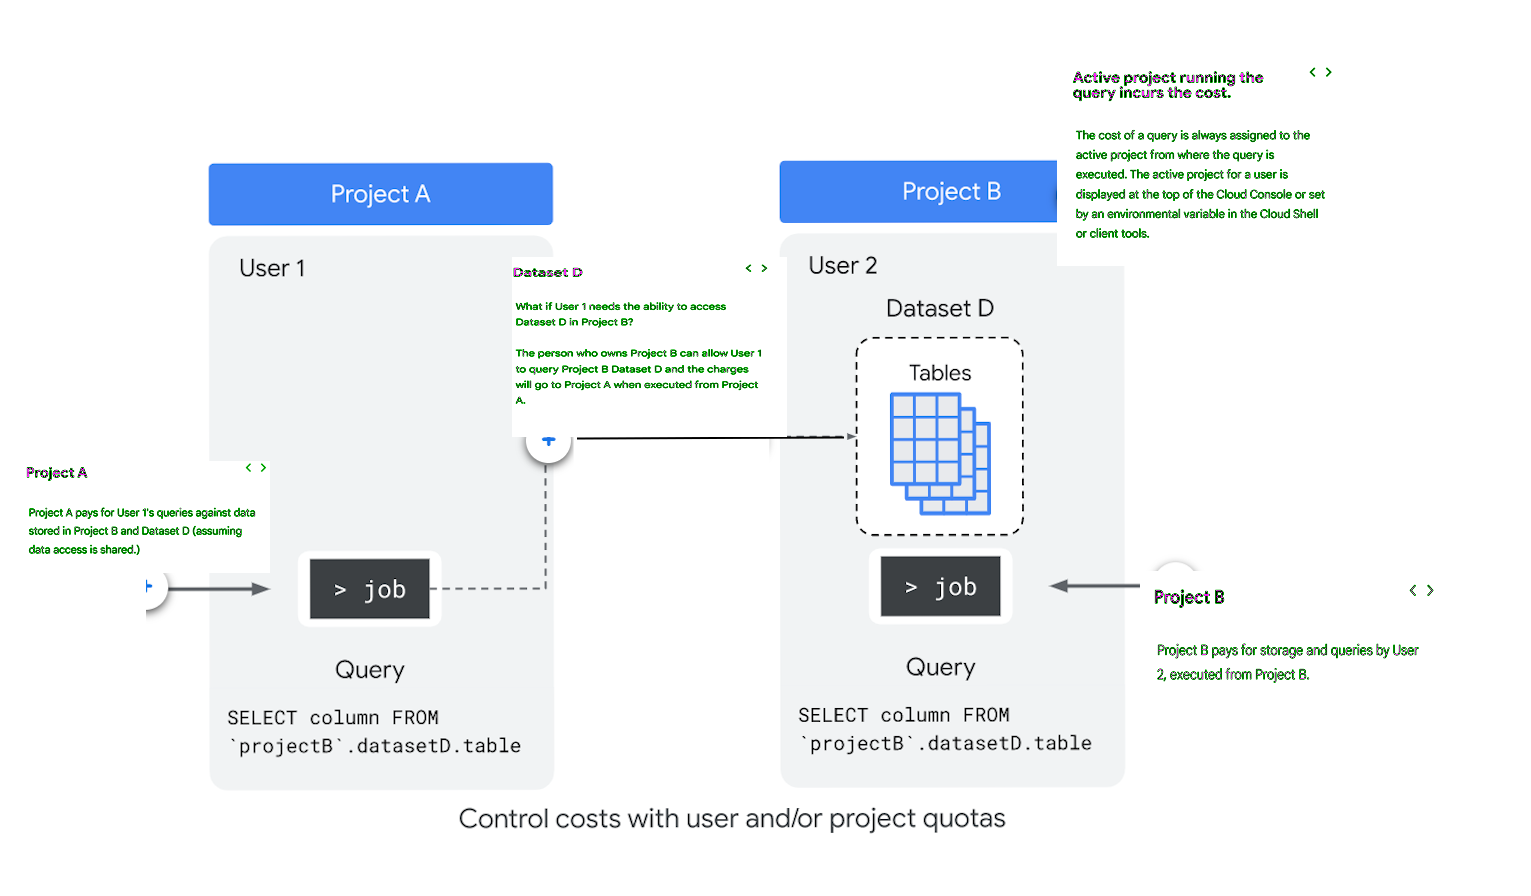 Active project running the
query incurs the cost.
< >
The cost of a query is always assigned to the
active project from where the query is
executed. The active project for a user is
displayed at the top of the Cloud Console or set
by an environmental variable in the Cloud Shell
or client tools.
Project A
User 1
Project B
User 2
Dataset D
Tables
Dataset D
< >
What if User 1 needs the ability to access
Dataset D in Project B?
The person who owns Project B can allow User 1
to query Project B Dataset D and the charges
will go to Project A when executed from Project
A.
Project A
< >
Project A pays for User 1's queries against data
stored in Project B and Dataset D (assuming
data access is shared.)
> job
Query
SELECT column FROM
`projectB`.datasetD.table
> job
Query
SELECT column FROM
`projectB`.datasetD.table
Project B
< >
Project B pays for storage and queries by User
2, executed from Project B.
Control costs with user and/or project quotas